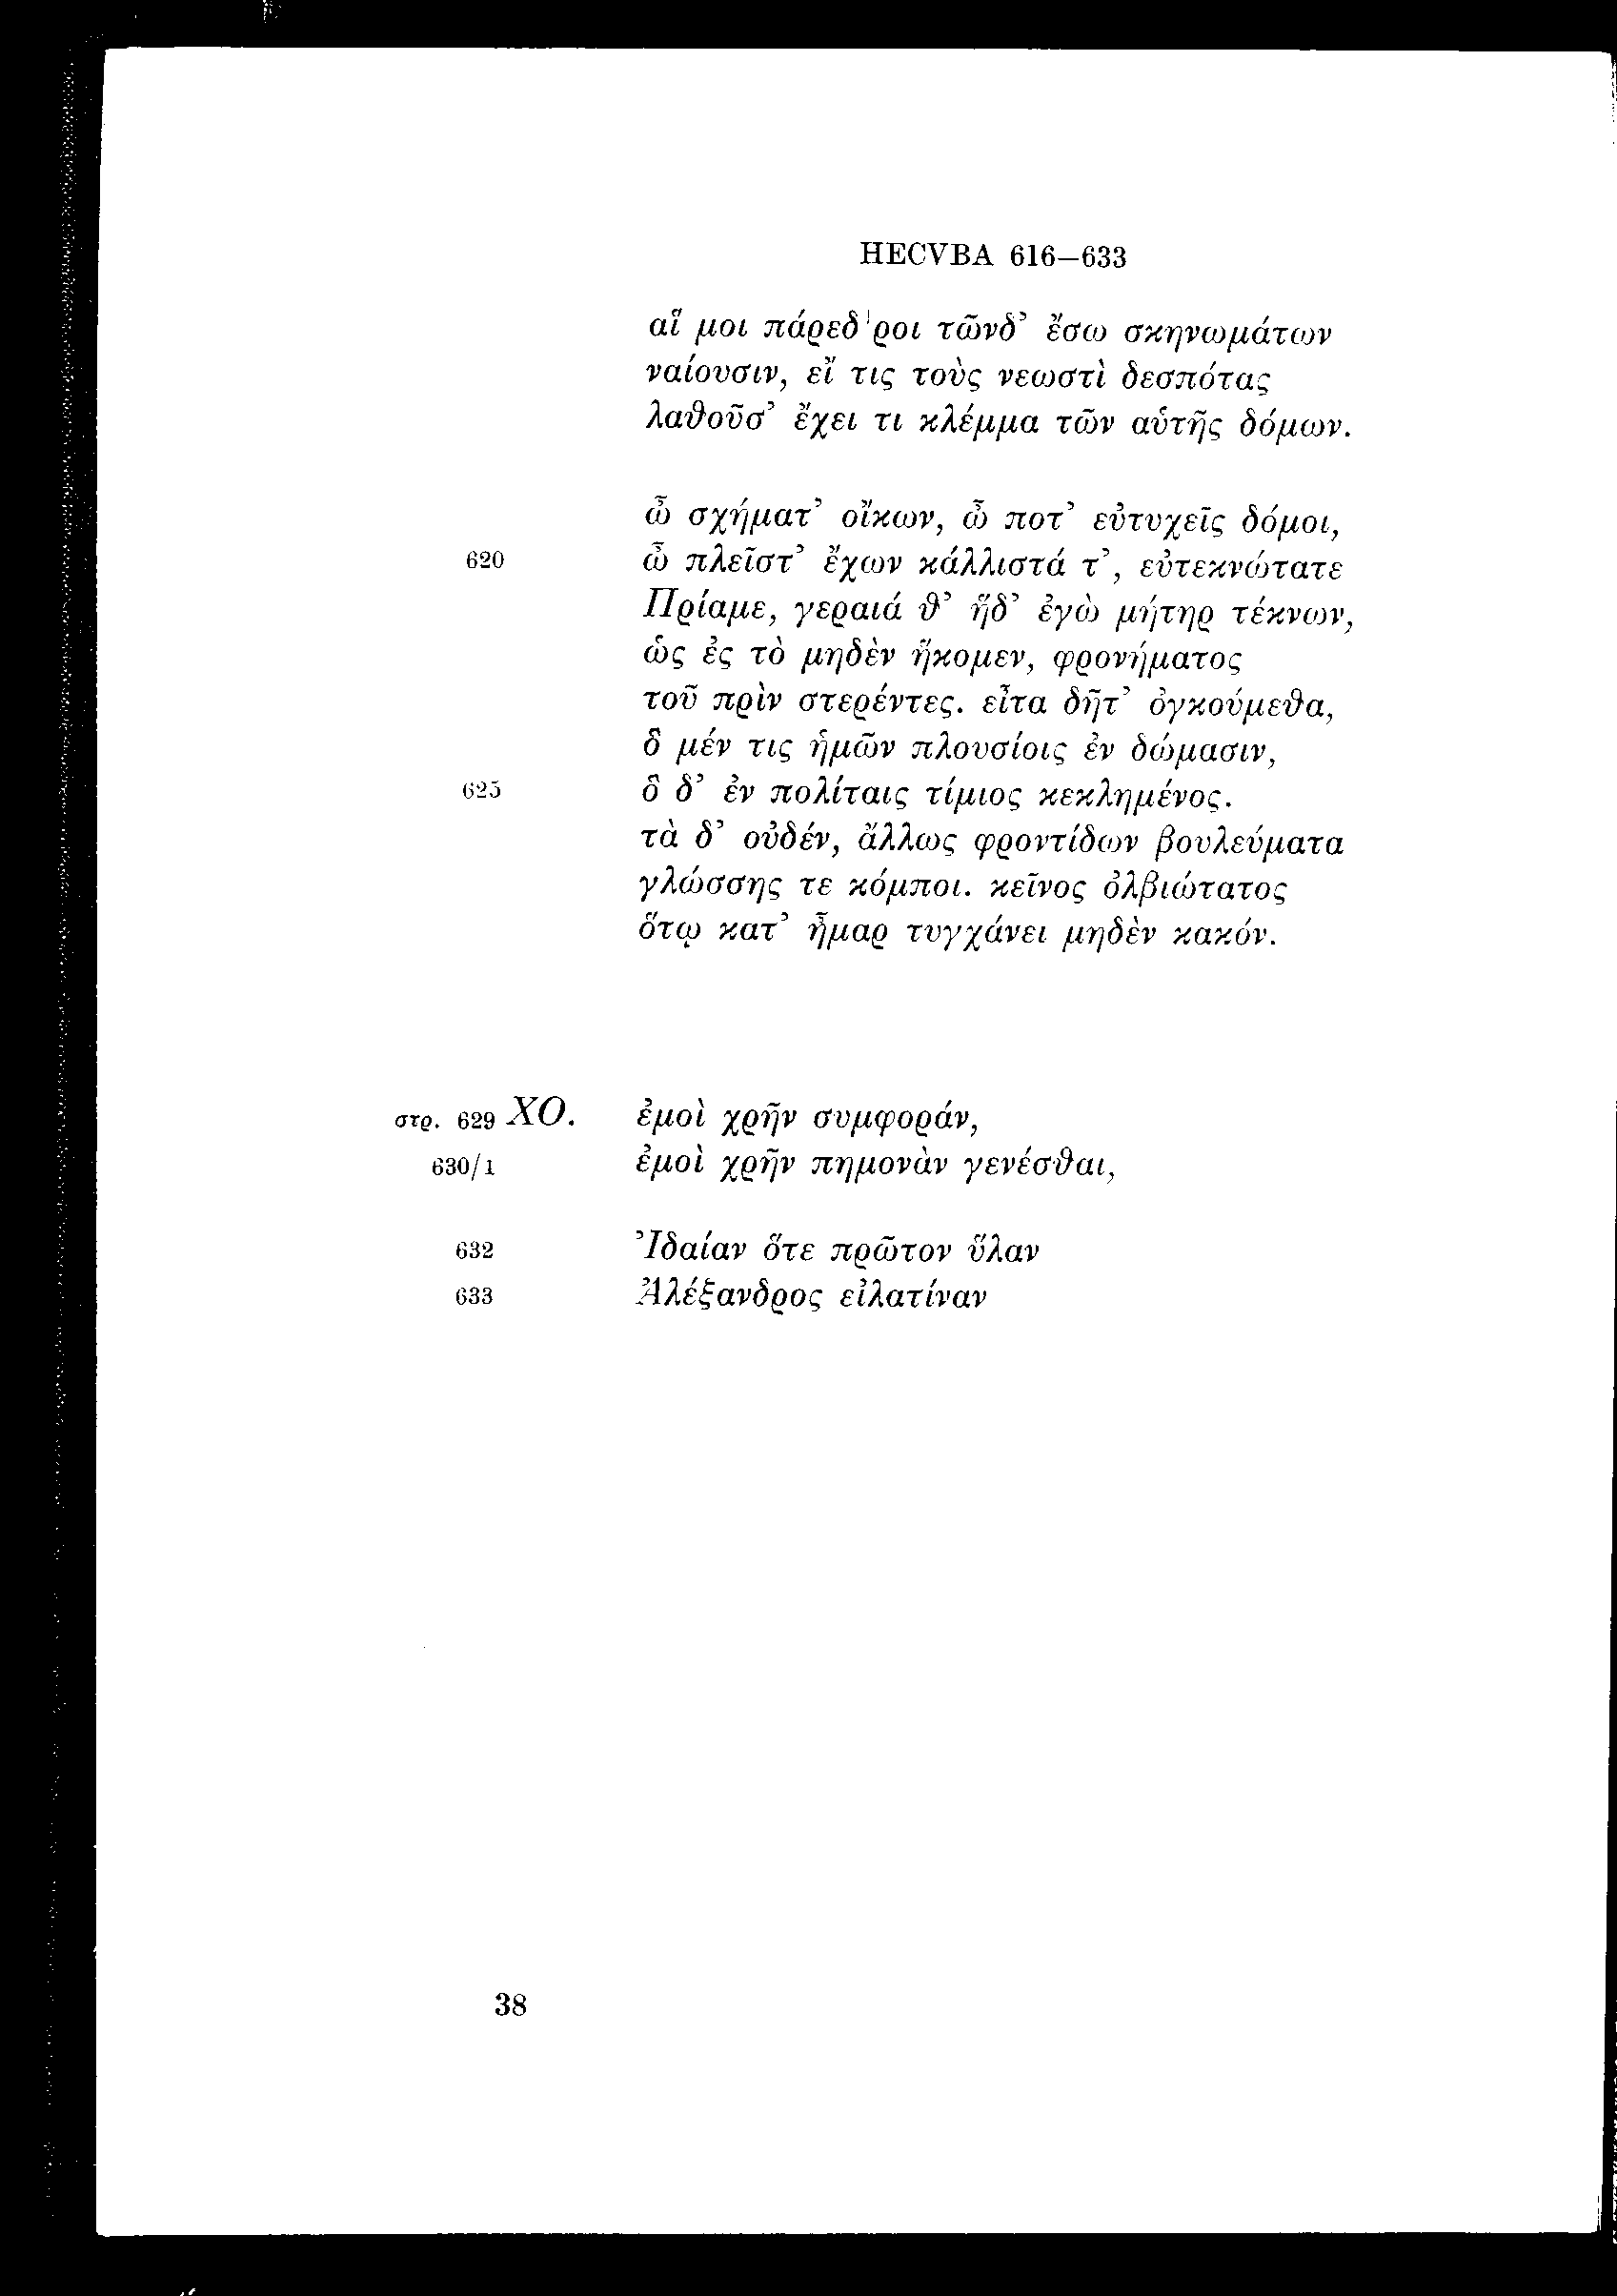 HECVBA 616–633
αἵ μοι πάρεδροι τῶνδ’ ἔσω σκηνωμάτων
ναίουσιν, εἴ τις τοὺς νεωστὶ δεσπότας
λαθοῦσ’ ἔχει τι κλέμμα τῶν αὑτῆς δόμων.
ὦ σχήματ’ οἴκων, ὦ ποτ’ εὐτυχεῖς δόμοι,
620 ὦ πλεῖστ’ ἔχων κάλλιστά τ’, εὐτεκνώτατε
Πρίαμε, γεραιά θ’ ἥδ’ ἐγὼ μήτηρ τέκνων,
ὡς ἐς τὸ μηδὲν ἥκομεν, φρονήματος
τοῦ πρὶν στερέντες. εἶτα δῆτ’ ὀγκούμεθα,
ὃ μέν τις ἡμῶν πλουσίοις ἐν δώμασιν,
625 ὃ δ’ ἐν πολίταις τίμιος κεκλημένος.
τὰ δ’ οὐδέν, ἄλλως φροντίδων βουλεύματα
γλώσσης τε κόμποι. κεῖνος ὀλβιώτατος
ὅτῳ κατ’ ἦμαρ τυγχάνει μηδὲν κακόν.
στρ. 629 ΧΟ. ἐμοὶ χρῆν συμφοράν,
630/1 ἐμοὶ χρῆν πημονὰν γενέσθαι,
632 Ἰδαίαν ὅτε πρῶτον ὕλαν
633 Ἀλέξανδρος εἰλατίναν
38